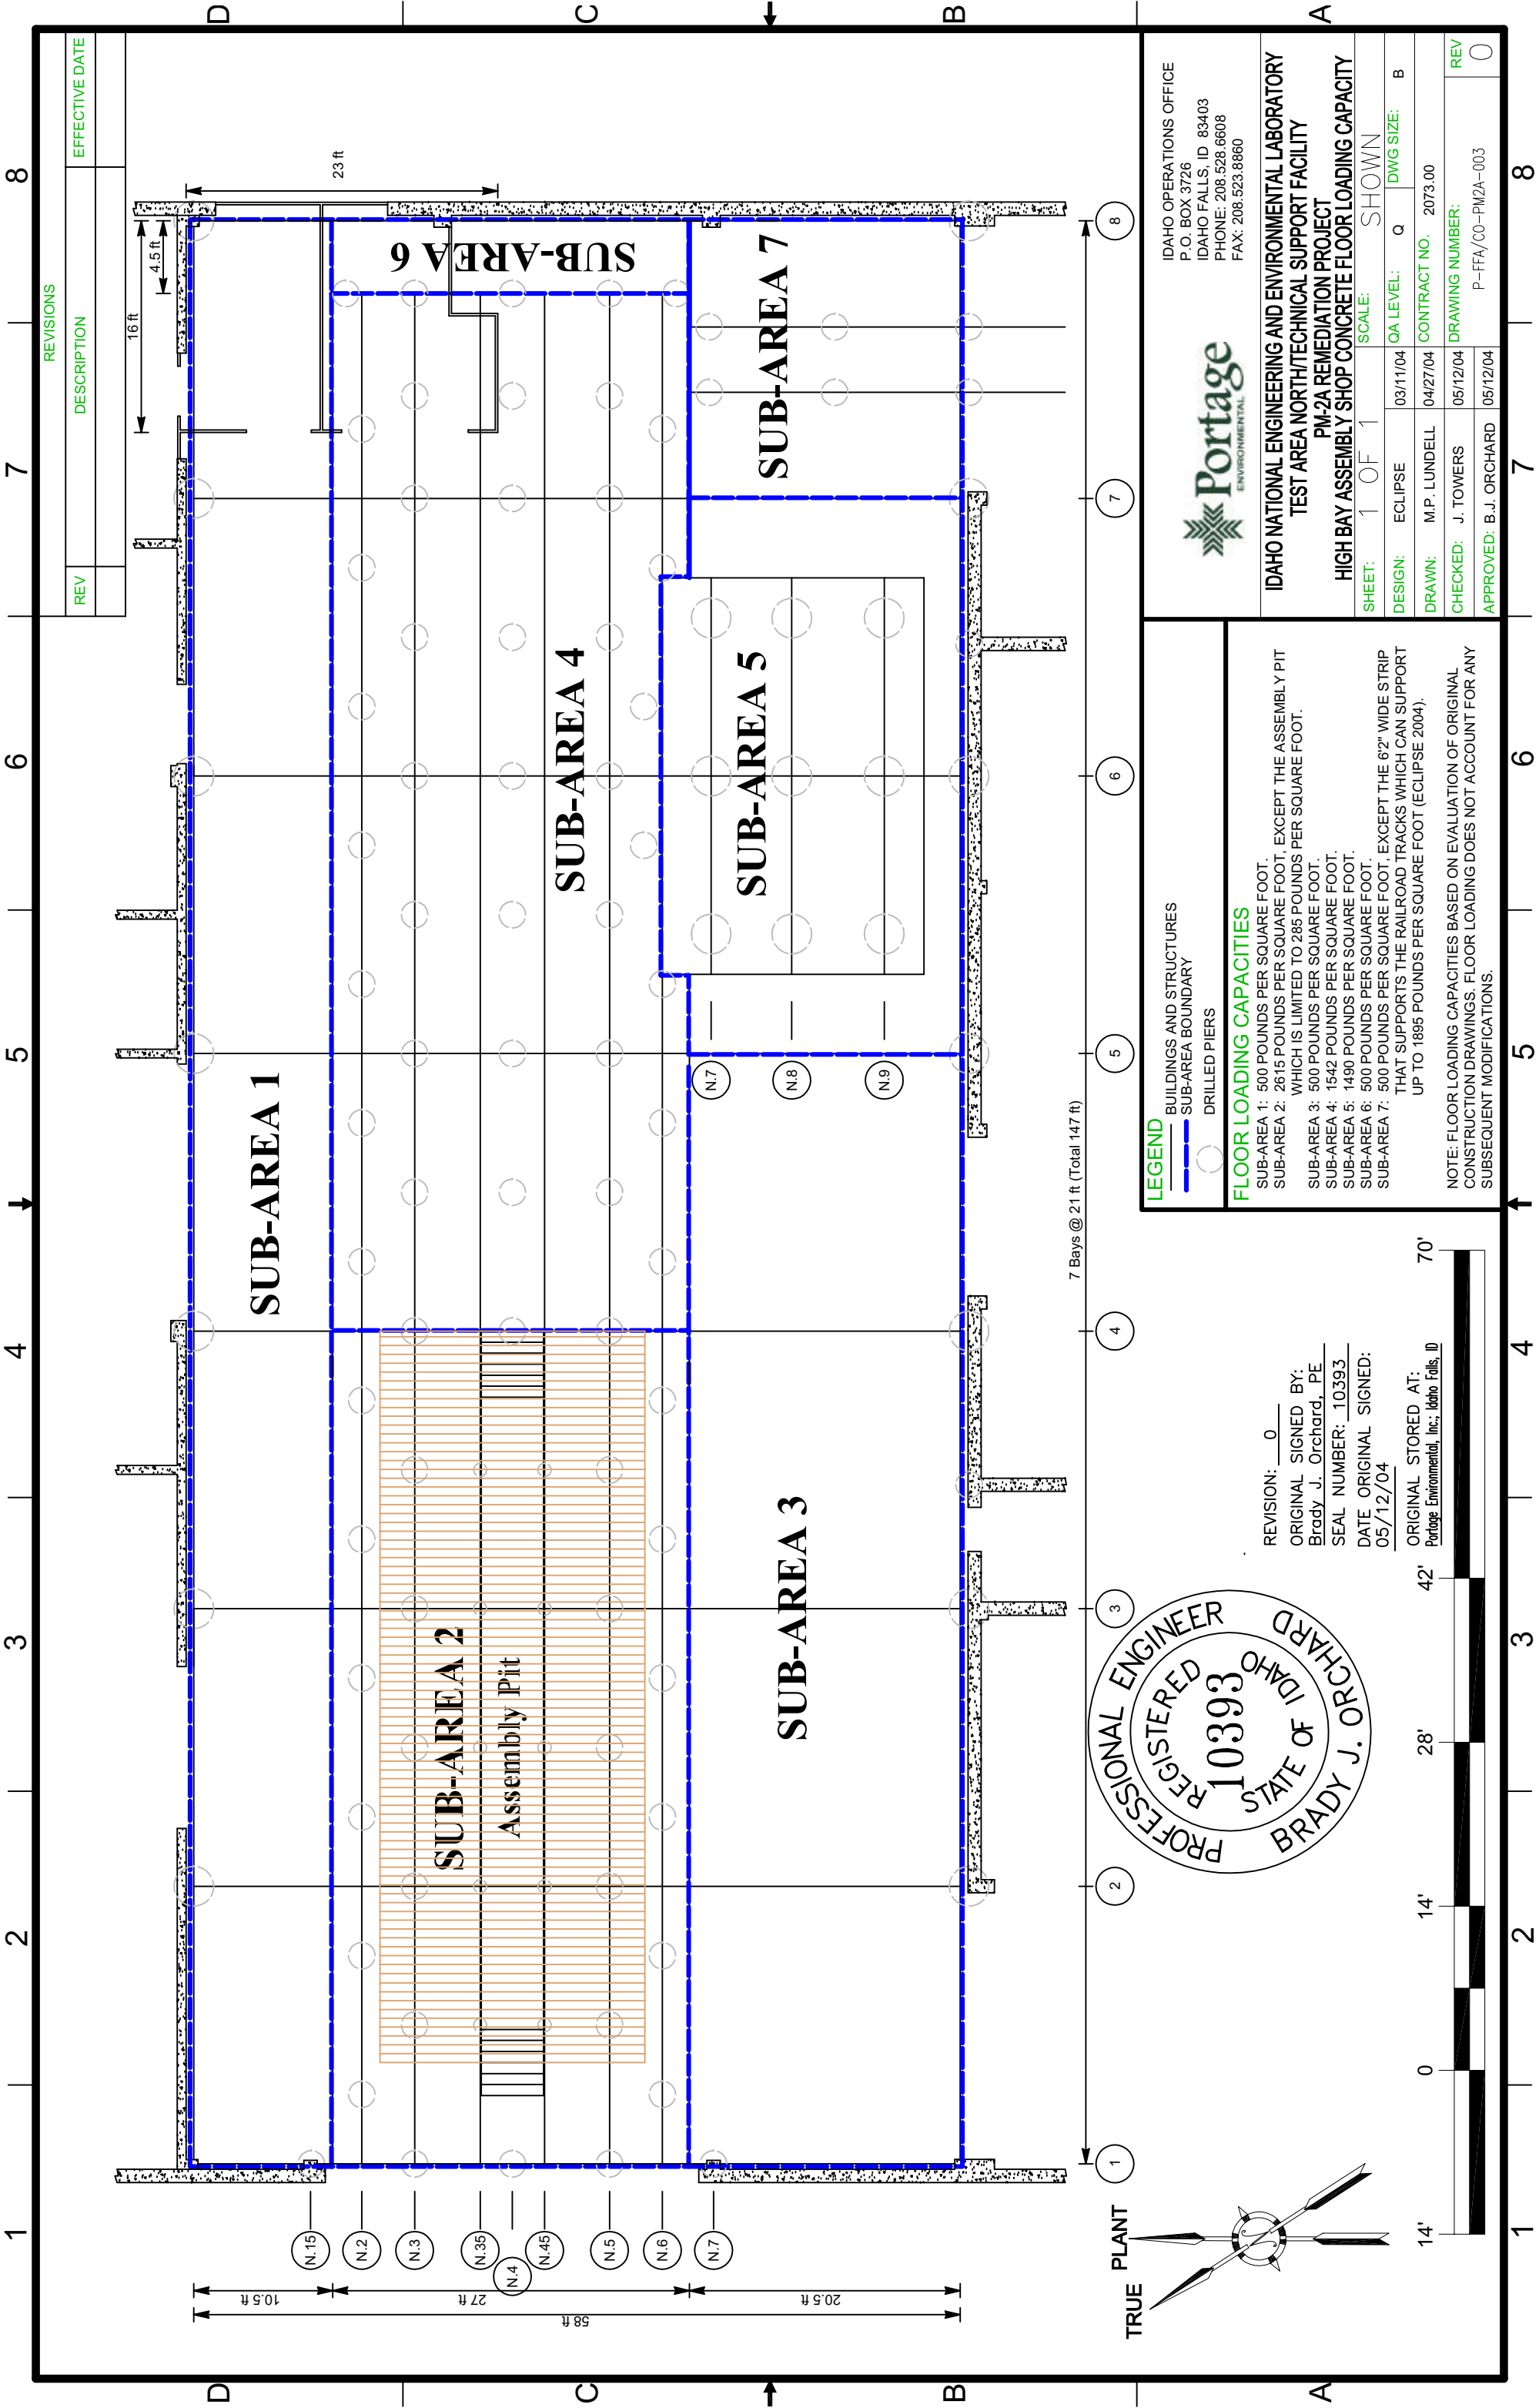 1
2
3
4
5
6
7
8
D
C
B
A
REVISIONS
REV
DESCRIPTION
EFFECTIVE DATE
16 ft
4.5 ft
23 ft
SUB-AREA 1
SUB-AREA 2
Assembly Pit
SUB-AREA 3
SUB-AREA 4
SUB-AREA 5
SUB-AREA 6
SUB-AREA 7
N.15
N.2
N.3
N.35
N.4
N.45
N.5
N.6
N.7
10.5 ft
27 ft
20.5 ft
58 ft
N.7
N.8
N.9
7 Bays @ 21 ft (Total 147 ft)
1
2
3
4
5
6
7
8
TRUE
PLANT
PROFESSIONAL ENGINEER
REGISTERED
10393
STATE OF IDAHO
BRADY J. ORCHARD
REVISION: 0
ORIGINAL SIGNED BY:
Brady J. Orchard, PE
SEAL NUMBER: 10393
DATE ORIGINAL SIGNED:
05/12/04
ORIGINAL STORED AT:
Portage Environmental, Inc.; Idaho Falls, ID
14'
0
14'
28'
42'
70'
LEGEND
BUILDINGS AND STRUCTURES
SUB-AREA BOUNDARY
DRILLED PIERS
FLOOR LOADING CAPACITIES
SUB-AREA 1: 500 POUNDS PER SQUARE FOOT.
SUB-AREA 2: 2615 POUNDS PER SQUARE FOOT, EXCEPT THE ASSEMBLY PIT
WHICH IS LIMITED TO 285 POUNDS PER SQUARE FOOT.
SUB-AREA 3: 500 POUNDS PER SQUARE FOOT.
SUB-AREA 4: 1542 POUNDS PER SQUARE FOOT.
SUB-AREA 5: 1490 POUNDS PER SQUARE FOOT.
SUB-AREA 6: 500 POUNDS PER SQUARE FOOT.
SUB-AREA 7: 500 POUNDS PER SQUARE FOOT, EXCEPT THE 6'2" WIDE STRIP
THAT SUPPORTS THE RAILROAD TRACKS WHICH CAN SUPPORT
UP TO 1895 POUNDS PER SQUARE FOOT (ECLIPSE 2004).
NOTE: FLOOR LOADING CAPACITIES BASED ON EVALUATION OF ORIGINAL
CONSTRUCTION DRAWINGS. FLOOR LOADING DOES NOT ACCOUNT FOR ANY
SUBSEQUENT MODIFICATIONS.
Portage
ENVIRONMENTAL
IDAHO OPERATIONS OFFICE
P.O. BOX 3726
IDAHO FALLS, ID 83403
PHONE: 208.528.6608
FAX: 208.523.8860
IDAHO NATIONAL ENGINEERING AND ENVIRONMENTAL LABORATORY
TEST AREA NORTH/TECHNICAL SUPPORT FACILITY
PM-2A REMEDIATION PROJECT
HIGH BAY ASSEMBLY SHOP CONCRETE FLOOR LOADING CAPACITY
SHEET: 1 OF 1
SCALE: SHOWN
DESIGN: ECLIPSE 03/11/04
QA LEVEL: Q
DWG SIZE: B
DRAWN: M.P. LUNDELL 04/27/04
CONTRACT NO. 2073.00
CHECKED: J. TOWERS 05/12/04
DRAWING NUMBER:
REV
APPROVED: B.J. ORCHARD 05/12/04
P-FFA/CO-PM2A-003
0
1
2
3
4
5
6
7
8
D
C
B
A